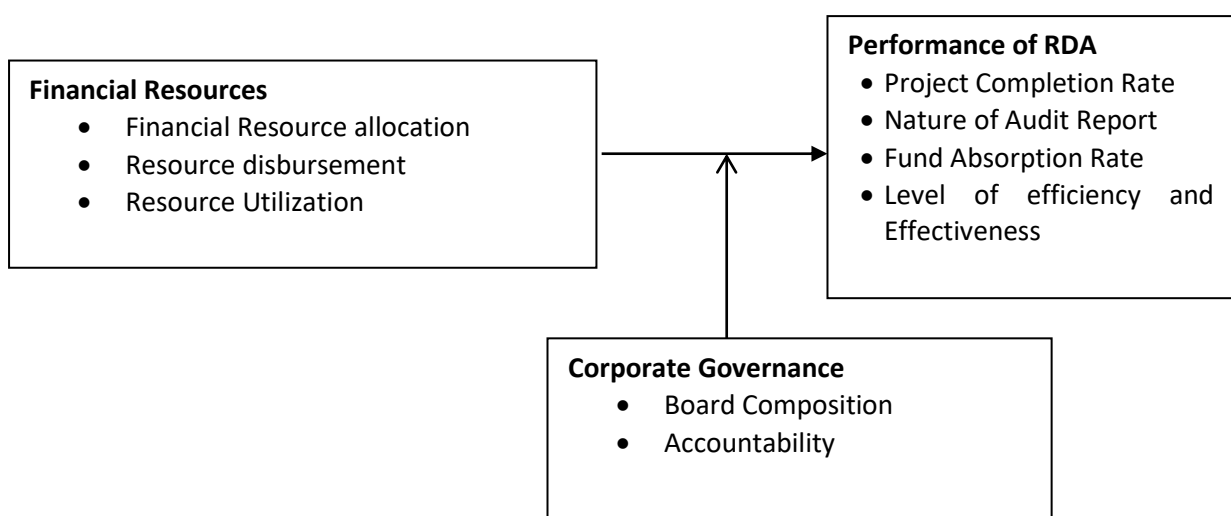 Financial Resources
• Financial Resource allocation
• Resource disbursement
• Resource Utilization
Performance of RDA
• Project Completion Rate
• Nature of Audit Report
• Fund Absorption Rate
• Level of efficiency and
Effectiveness
Corporate Governance
• Board Composition
• Accountability